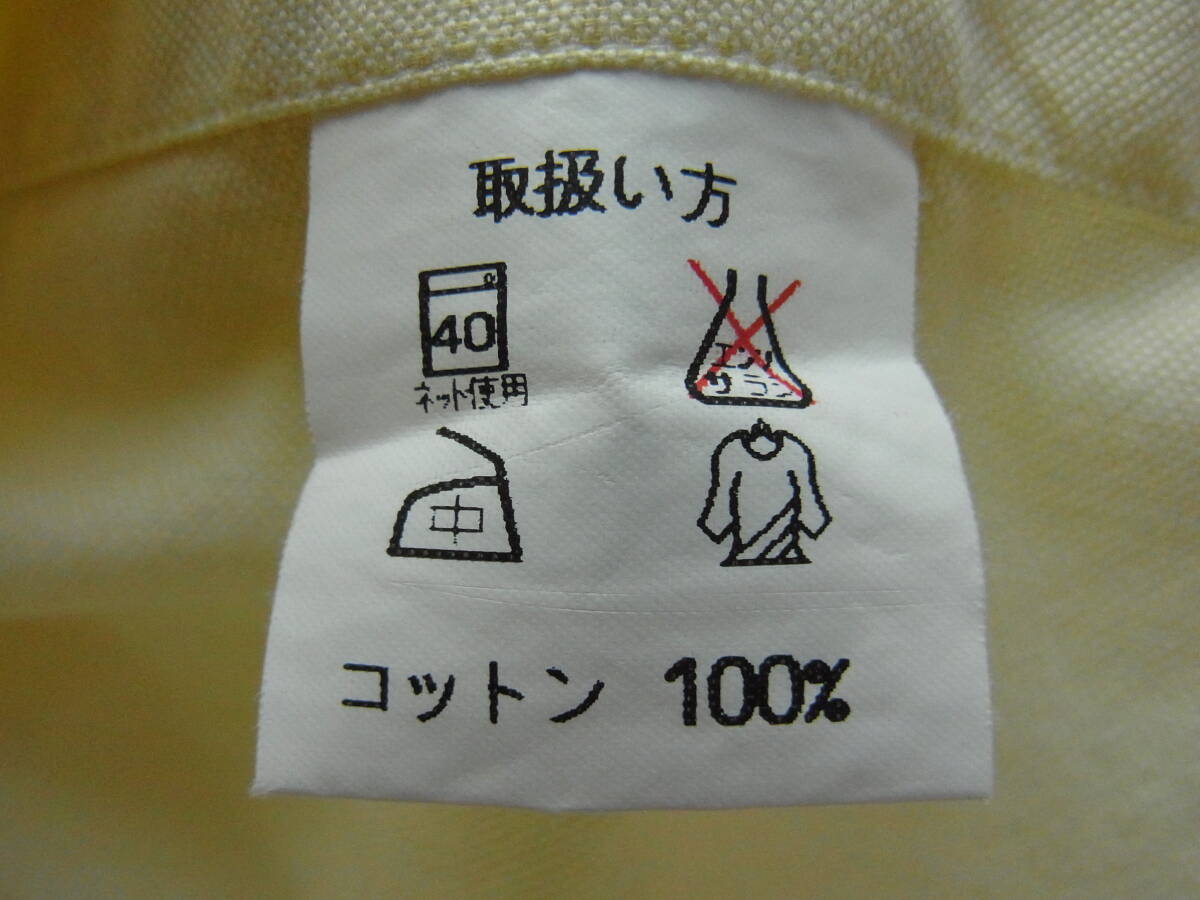 取扱い方
40
ネット使用
エンソ
サラシ
中
コットン 100%